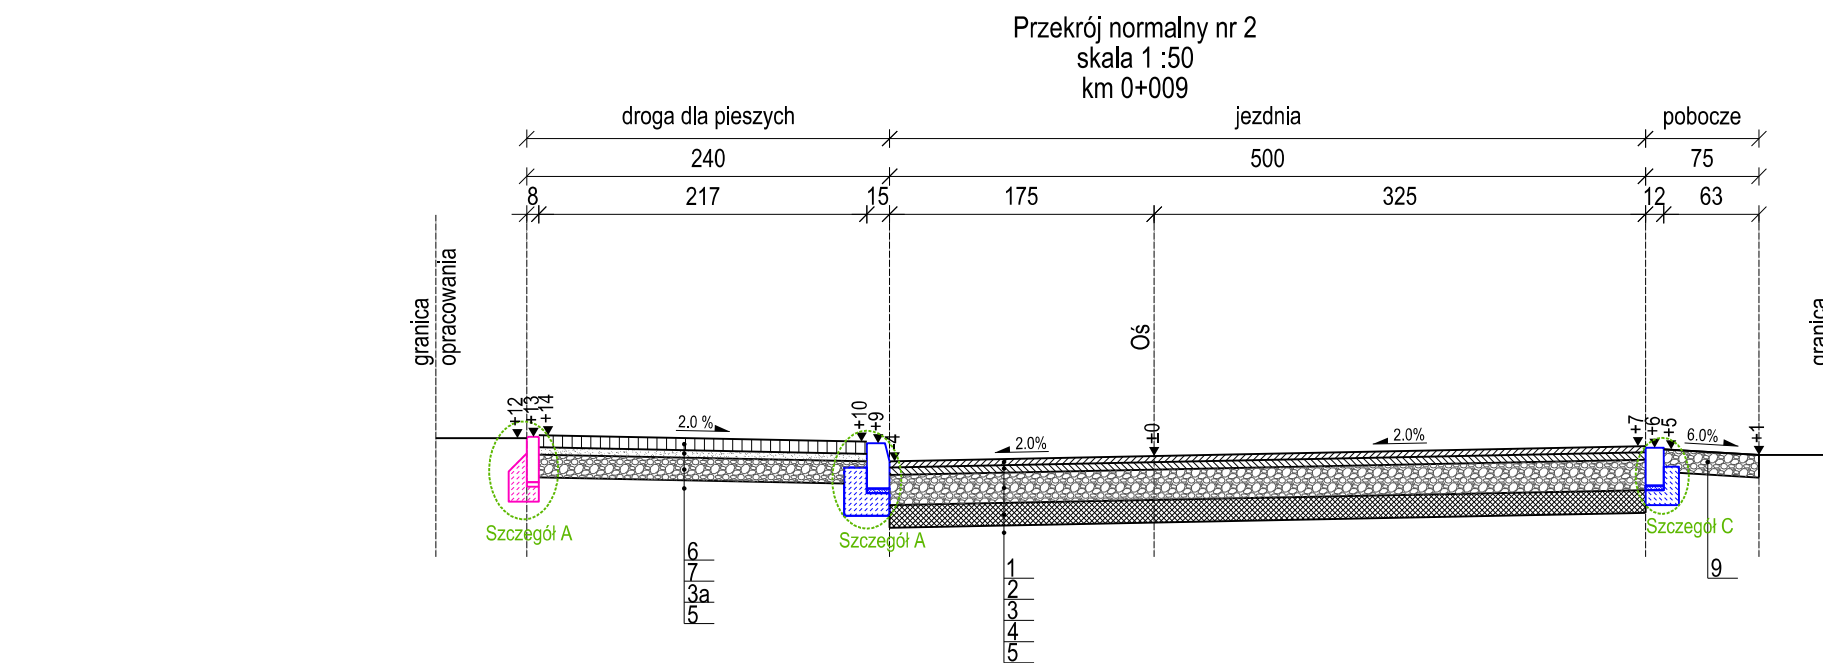 Przekrój normalny nr 2
skala 1 :50
km 0+009
droga dla pieszych
jezdnia
pobocze
240
500
75
8
217
15
175
325
12
63
granica
opracowania
Oś
granica
+12
+13
+14
2.0 %
+10
+9
-4
2.0%
±0
2.0%
+7
+6
+5
6.0%
+1
Szczegół A
Szczegół A
Szczegół C
6
7
3a
5
1
2
3
4
5
9